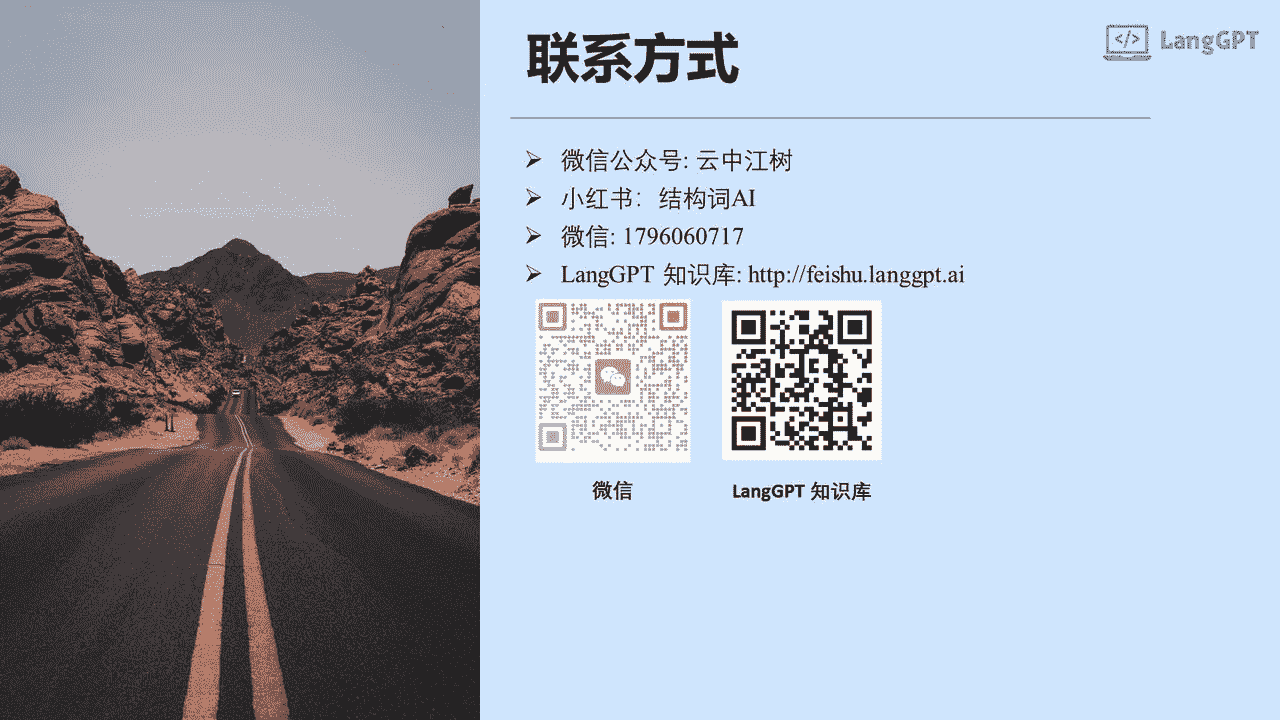 联系方式
</> LangGPT
微信公众号: 云中江树
小红书：结构词AI
微信: 1796060717
LangGPT 知识库: http://feishu.langgpt.ai
微信
LangGPT 知识库